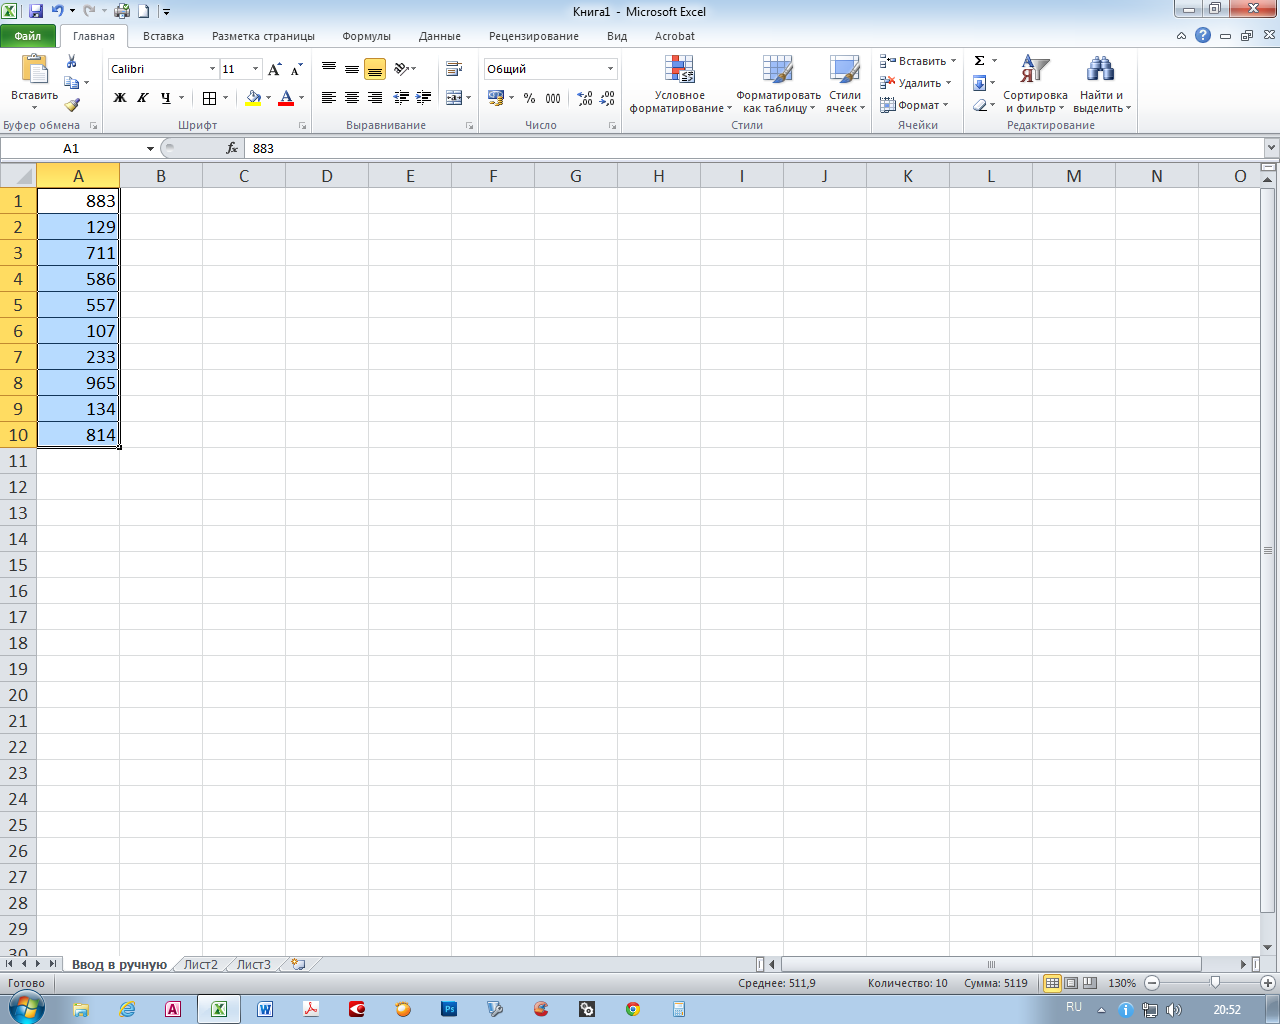 Книга1 - Microsoft Excel
Файл Главная Вставка Разметка страницы Формулы Данные Рецензирование Вид Acrobat
Вставить
Буфер обмена
Calibri 11
Ж К Ч
Шрифт
Выравнивание
Общий
% 000
Число
Условное форматирование
Форматировать как таблицу
Стили ячеек
Стили
Вставить
Удалить
Формат
Ячейки
Σ
Сортировка и фильтр
Найти и выделить
Редактирование
A1 fx 883
A B C D E F G H I J K L M N O
1 883
2 129
3 711
4 586
5 557
6 107
7 233
8 965
9 134
10 814
11
12
13
14
15
16
17
18
19
20
21
22
23
24
25
26
27
28
29
30
Ввод в ручную Лист2 Лист3
Готово Среднее: 511,9 Количество: 10 Сумма: 5119 130%
RU 20:52